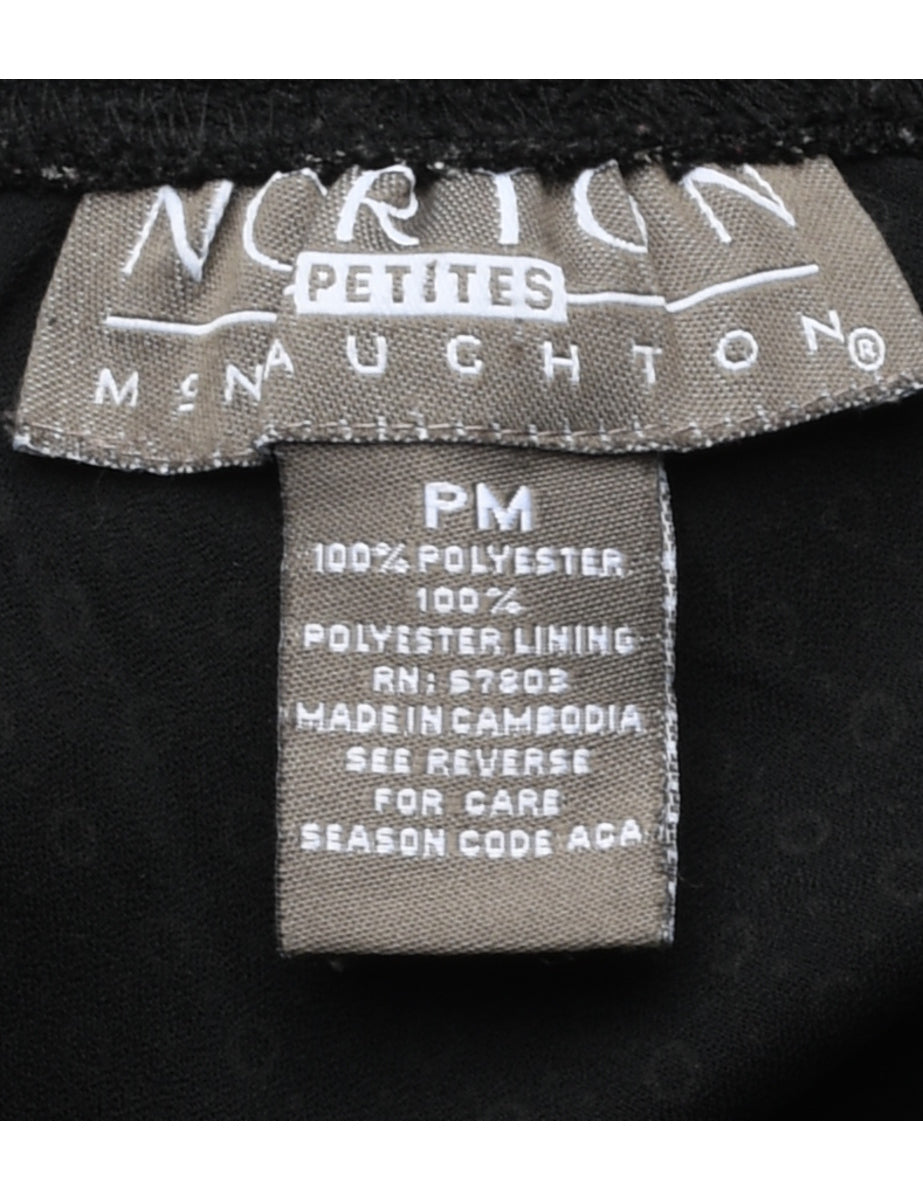 NORTON
PETITES
McNAUGHTON®
PM
100% POLYESTER
100%
POLYESTER LINING
RN: 57803
MADE IN CAMBODIA
SEE REVERSE
FOR CARE
SEASON CODE ACA